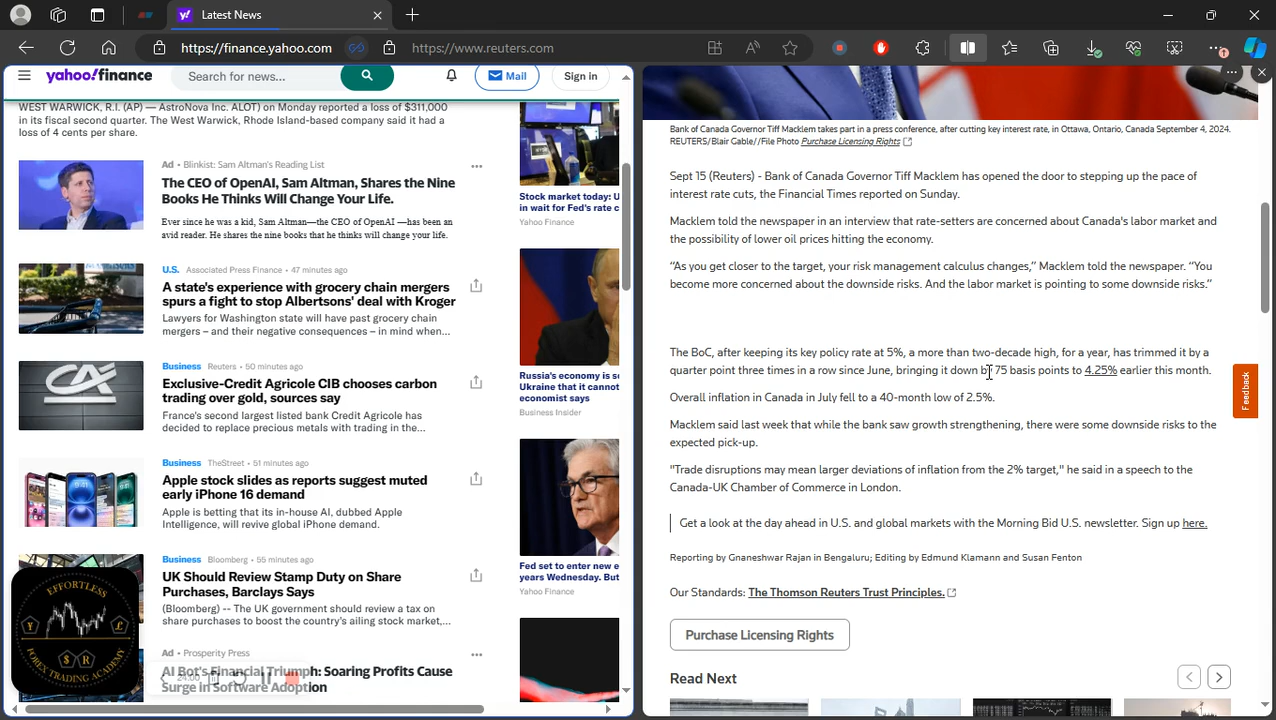 Latest News
https://finance.yahoo.com
https://www.reuters.com
yahoo!finance
Search for news...
Mail
Sign in
WEST WARWICK, R.I. (AP) — AstroNova Inc. ALOT) on Monday reported a loss of $311,000
in its fiscal second quarter. The West Warwick, Rhode Island-based company said it had a
loss of 4 cents per share.
Ad • Blinkist: Sam Altman's Reading List
The CEO of OpenAI, Sam Altman, Shares the Nine
Books He Thinks Will Change Your Life.
Ever since he was a kid, Sam Altman—the CEO of OpenAI —has been an
avid reader. He shares the nine books that he thinks will change your life.
U.S. Associated Press Finance • 47 minutes ago
A state's experience with grocery chain mergers
spurs a fight to stop Albertsons' deal with Kroger
Lawyers for Washington state will have past grocery chain
mergers – and their negative consequences – in mind when...
Business Reuters • 50 minutes ago
Exclusive-Credit Agricole CIB chooses carbon
trading over gold, sources say
France's second largest listed bank Credit Agricole has
decided to replace precious metals with trading in the...
Business TheStreet • 51 minutes ago
Apple stock slides as reports suggest muted
early iPhone 16 demand
Apple is betting that its in-house AI, dubbed Apple
Intelligence, will revive global iPhone demand.
Business Bloomberg • 55 minutes ago
UK Should Review Stamp Duty on Share
Purchases, Barclays Says
(Bloomberg) -- The UK government should review a tax on
share purchases to boost the country's ailing stock market,...
Ad • Prosperity Press
AI Bot's Financial Triumph: Soaring Profits Cause
Surge in Software Adoption
24:00
EFFORTLESS
FOREX TRADING ACADEMY
Stock market today: U
in wait for Fed's rate c
Yahoo Finance
Russia's economy is s
Ukraine that it cannot
economist says
Business Insider
Fed set to enter new e
years Wednesday. But
Yahoo Finance
Bank of Canada Governor Tiff Macklem takes part in a press conference, after cutting key interest rate, in Ottawa, Ontario, Canada September 4, 2024.
REUTERS/Blair Gable//File Photo Purchase Licensing Rights
Sept 15 (Reuters) - Bank of Canada Governor Tiff Macklem has opened the door to stepping up the pace of
interest rate cuts, the Financial Times reported on Sunday.
Macklem told the newspaper in an interview that rate-setters are concerned about Canada's labor market and
the possibility of lower oil prices hitting the economy.
“As you get closer to the target, your risk management calculus changes,” Macklem told the newspaper. “You
become more concerned about the downside risks. And the labor market is pointing to some downside risks.”
The BoC, after keeping its key policy rate at 5%, a more than two-decade high, for a year, has trimmed it by a
quarter point three times in a row since June, bringing it down by 75 basis points to 4.25% earlier this month.
Overall inflation in Canada in July fell to a 40-month low of 2.5%.
Macklem said last week that while the bank saw growth strengthening, there were some downside risks to the
expected pick-up.
"Trade disruptions may mean larger deviations of inflation from the 2% target," he said in a speech to the
Canada-UK Chamber of Commerce in London.
Get a look at the day ahead in U.S. and global markets with the Morning Bid U.S. newsletter. Sign up here.
Reporting by Gnaneshwar Rajan in Bengaluru; Editing by Edmund Klamann and Susan Fenton
Our Standards: The Thomson Reuters Trust Principles.
Purchase Licensing Rights
Read Next
Feedback